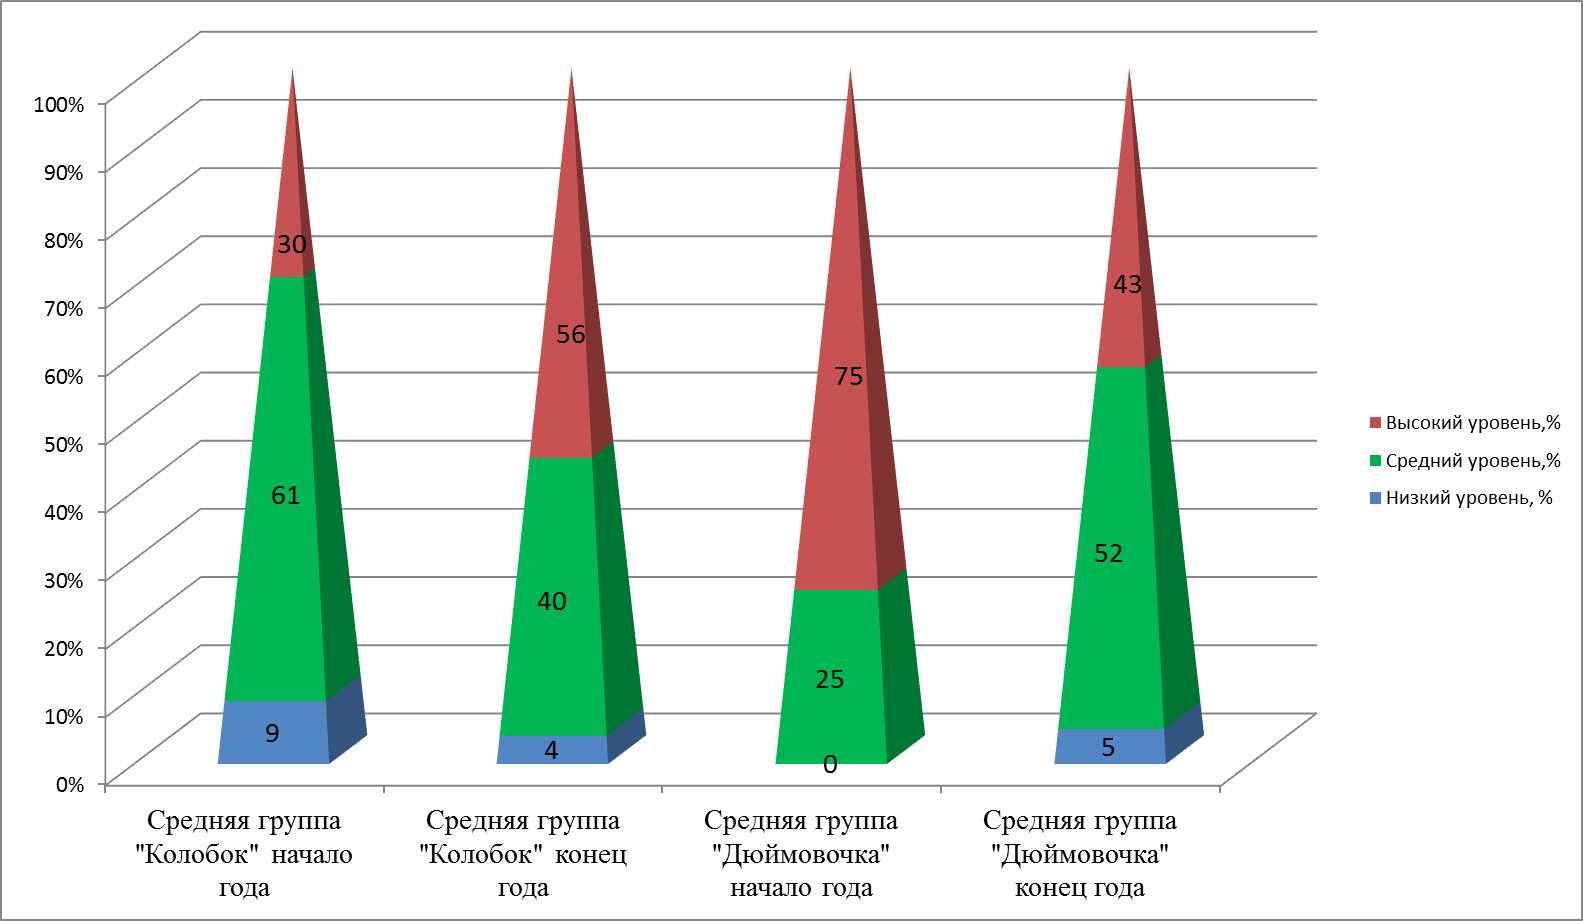 100%
90%
80%
70%
60%
50%
40%
30%
20%
10%
0%
30
61
9
56
40
4
75
25
0
43
52
5
Средняя группа
"Колобок" начало
года
Средняя группа
"Колобок" конец
года
Средняя группа
"Дюймовочка"
начало года
Средняя группа
"Дюймовочка"
конец года
Высокий уровень,%
Средний уровень,%
Низкий уровень, %